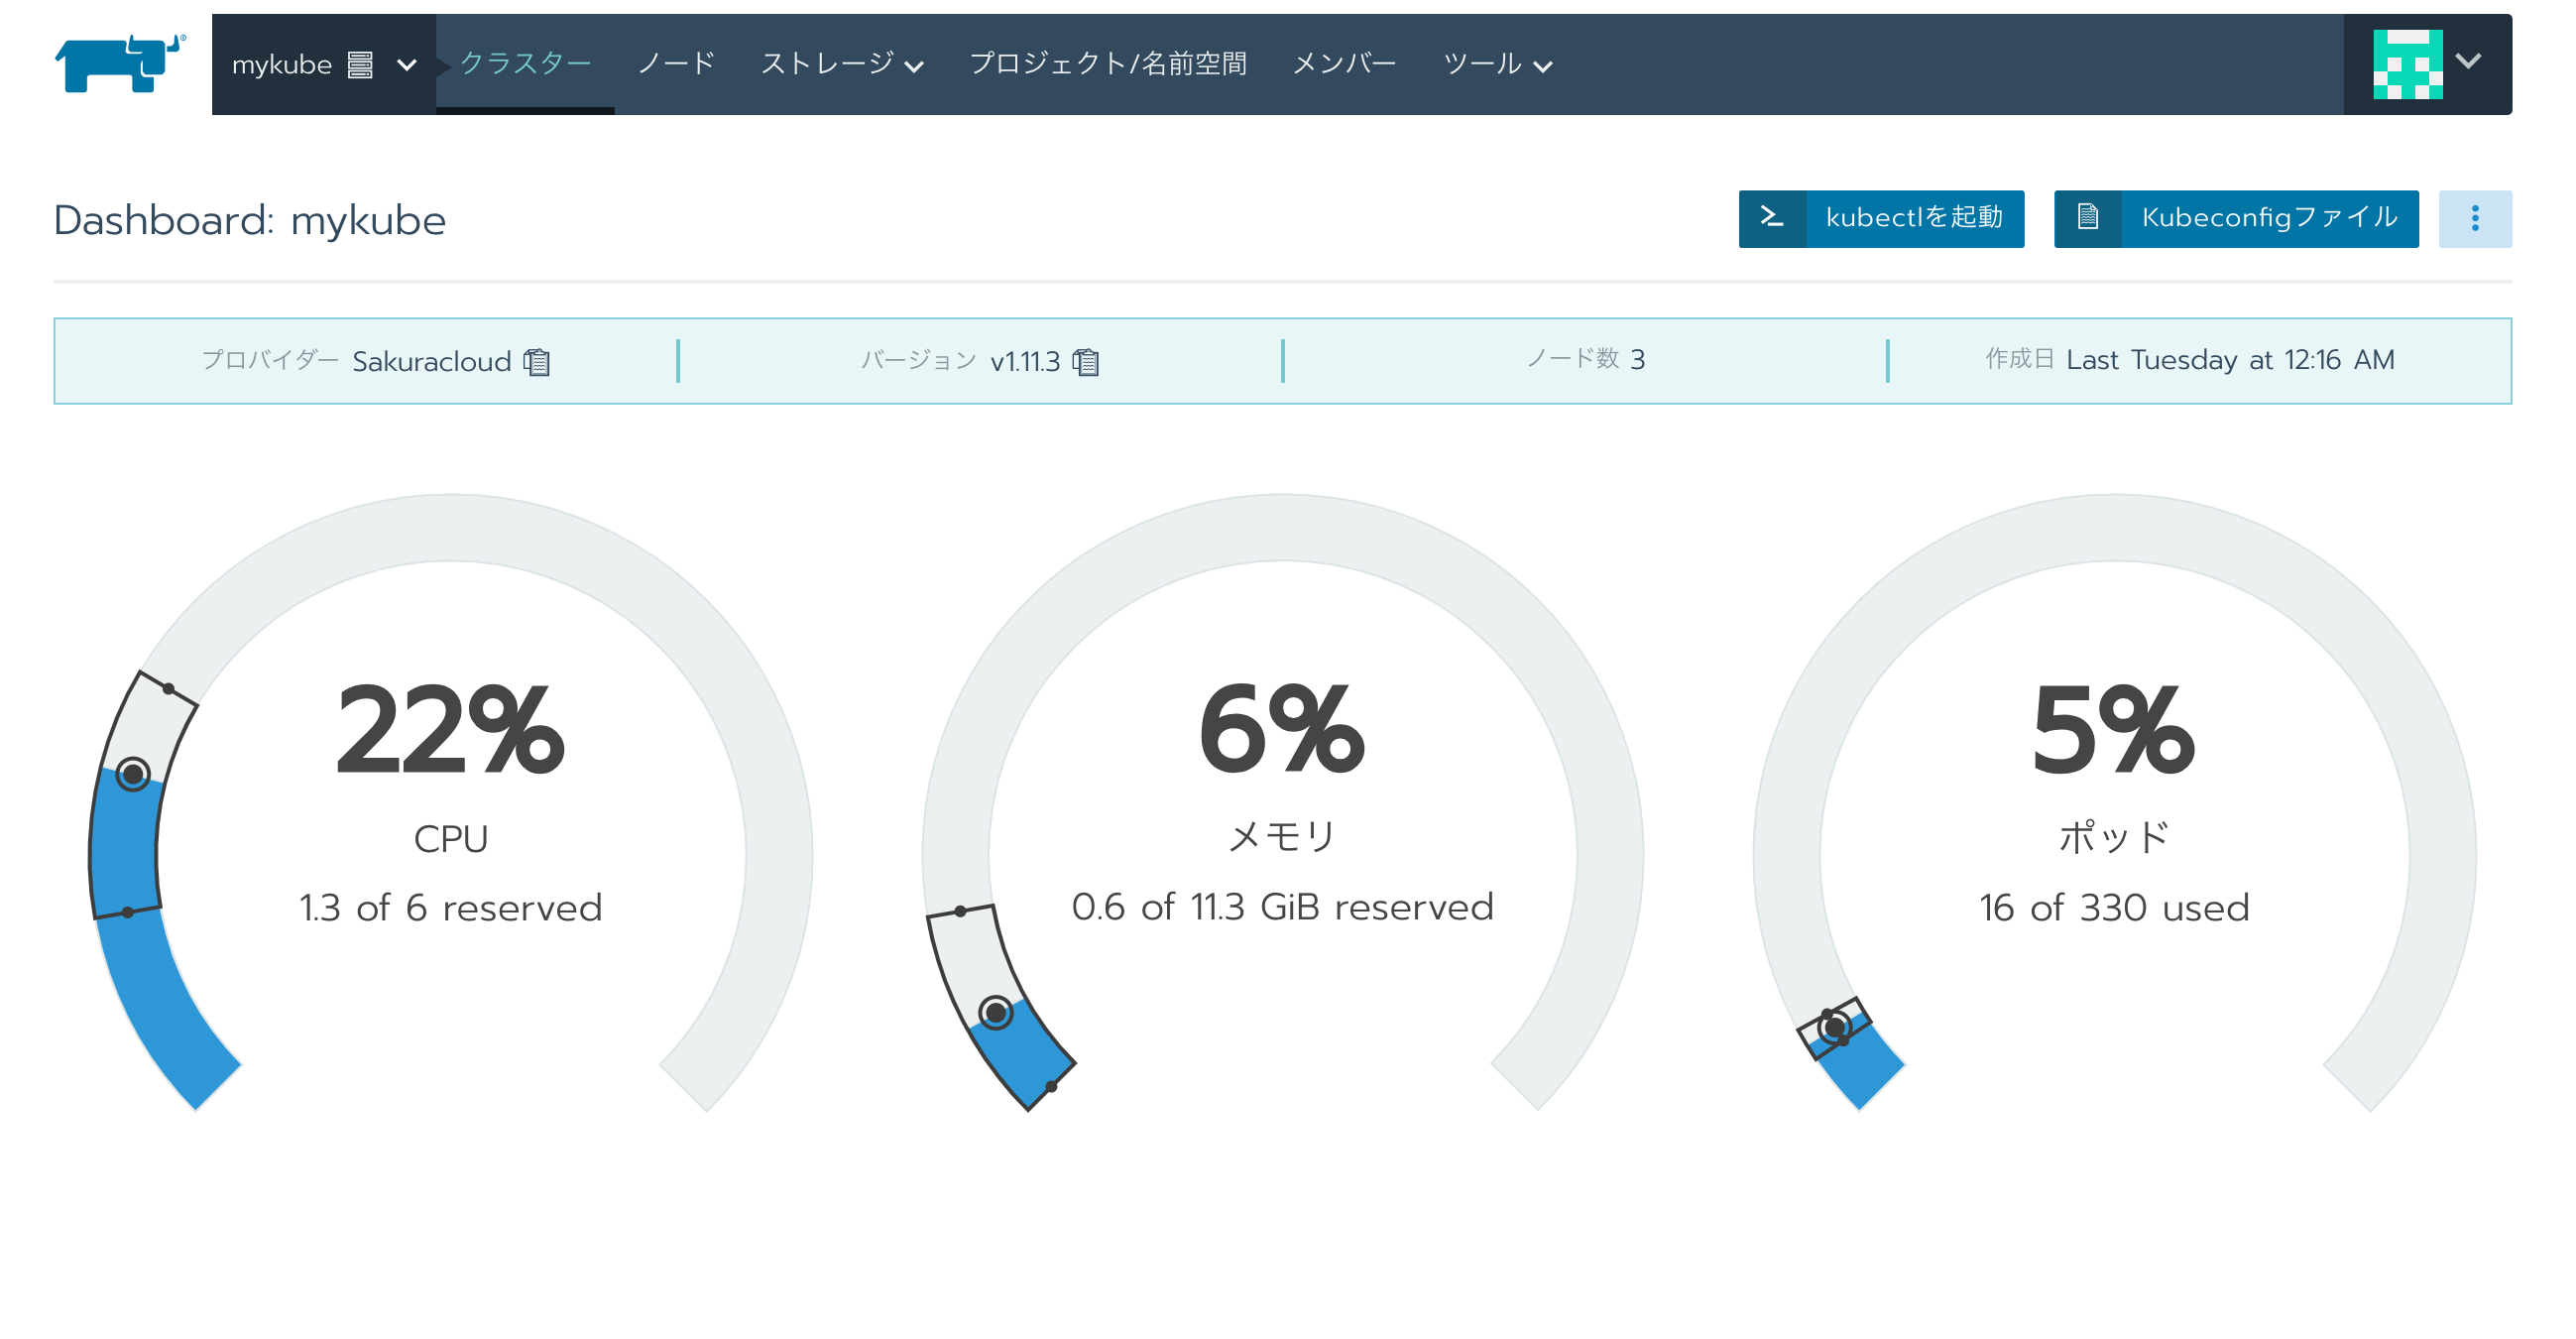 mykube クラスター ノード ストレージ プロジェクト/名前空間 メンバー ツール
Dashboard: mykube kubectlを起動 Kubeconfigファイル
プロバイダー Sakuracloud バージョン v1.11.3 ノード数 3 作成日 Last Tuesday at 12:16 AM
22%
CPU
1.3 of 6 reserved
6%
メモリ
0.6 of 11.3 GiB reserved
5%
ポッド
16 of 330 used